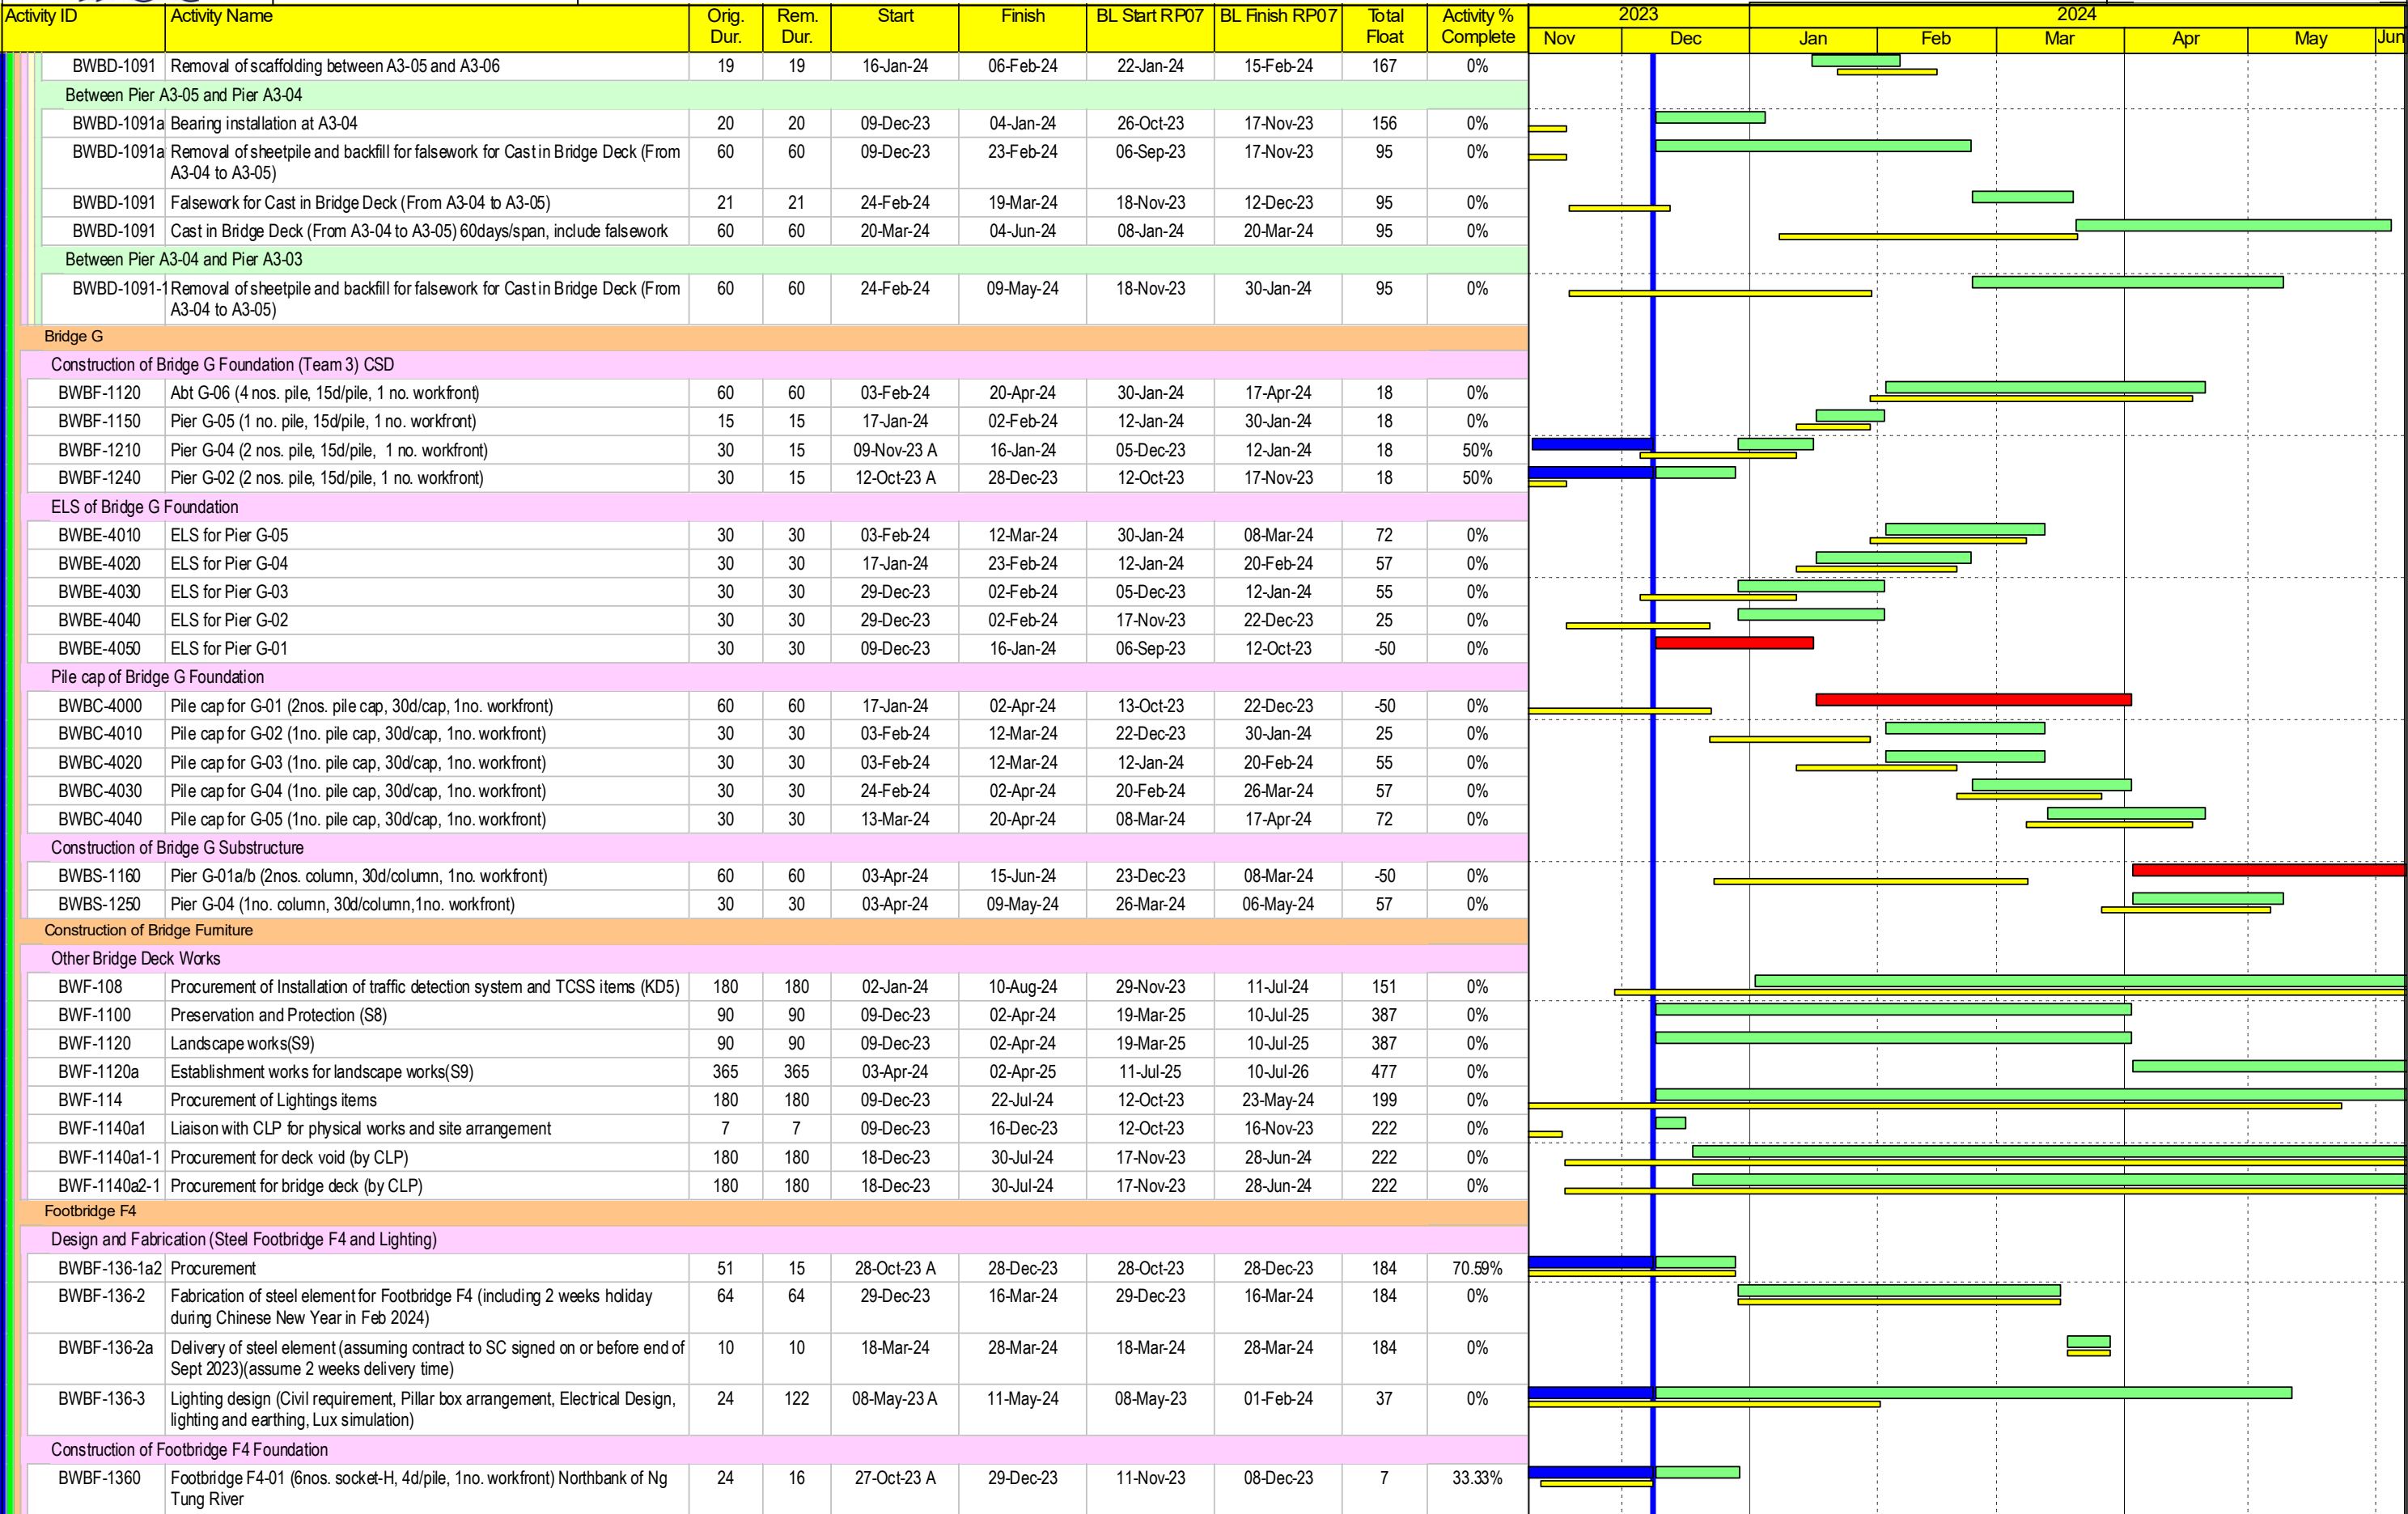 Activity ID Activity Name Orig. Dur. Rem. Dur. Start Finish BL Start RP07 BL Finish RP07 Total Float Activity % Complete 2023 2024
Nov Dec Jan Feb Mar Apr May Jun
BWBD-1091 Removal of scaffolding between A3-05 and A3-06 19 19 16-Jan-24 06-Feb-24 22-Jan-24 15-Feb-24 167 0%
Between Pier A3-05 and Pier A3-04
BWBD-1091a Bearing installation at A3-04 20 20 09-Dec-23 04-Jan-24 26-Oct-23 17-Nov-23 156 0%
BWBD-1091a Removal of sheetpile and backfill for falsework for Cast in Bridge Deck (From 60 60 09-Dec-23 23-Feb-24 06-Sep-23 17-Nov-23 95 0%
A3-04 to A3-05)
BWBD-1091 Falsework for Cast in Bridge Deck (From A3-04 to A3-05) 21 21 24-Feb-24 19-Mar-24 18-Nov-23 12-Dec-23 95 0%
BWBD-1091 Cast in Bridge Deck (From A3-04 to A3-05) 60days/span, include falsework 60 60 20-Mar-24 04-Jun-24 08-Jan-24 20-Mar-24 95 0%
Between Pier A3-04 and Pier A3-03
BWBD-1091-1 Removal of sheetpile and backfill for falsework for Cast in Bridge Deck (From 60 60 24-Feb-24 09-May-24 18-Nov-23 30-Jan-24 95 0%
A3-04 to A3-05)
Bridge G
Construction of Bridge G Foundation (Team 3) CSD
BWBF-1120 Abt G-06 (4 nos. pile, 15d/pile, 1 no. workfront) 60 60 03-Feb-24 20-Apr-24 30-Jan-24 17-Apr-24 18 0%
BWBF-1150 Pier G-05 (1 no. pile, 15d/pile, 1 no. workfront) 15 15 17-Jan-24 02-Feb-24 12-Jan-24 30-Jan-24 18 0%
BWBF-1210 Pier G-04 (2 nos. pile, 15d/pile, 1 no. workfront) 30 15 09-Nov-23 A 16-Jan-24 05-Dec-23 12-Jan-24 18 50%
BWBF-1240 Pier G-02 (2 nos. pile, 15d/pile, 1 no. workfront) 30 15 12-Oct-23 A 28-Dec-23 12-Oct-23 17-Nov-23 18 50%
ELS of Bridge G Foundation
BWBE-4010 ELS for Pier G-05 30 30 03-Feb-24 12-Mar-24 30-Jan-24 08-Mar-24 72 0%
BWBE-4020 ELS for Pier G-04 30 30 17-Jan-24 23-Feb-24 12-Jan-24 20-Feb-24 57 0%
BWBE-4030 ELS for Pier G-03 30 30 29-Dec-23 02-Feb-24 05-Dec-23 12-Jan-24 55 0%
BWBE-4040 ELS for Pier G-02 30 30 29-Dec-23 02-Feb-24 17-Nov-23 22-Dec-23 25 0%
BWBE-4050 ELS for Pier G-01 30 30 09-Dec-23 16-Jan-24 06-Sep-23 12-Oct-23 -50 0%
Pile cap of Bridge G Foundation
BWBC-4000 Pile cap for G-01 (2nos. pile cap, 30d/cap, 1no. workfront) 60 60 17-Jan-24 02-Apr-24 13-Oct-23 22-Dec-23 -50 0%
BWBC-4010 Pile cap for G-02 (1no. pile cap, 30d/cap, 1no. workfront) 30 30 03-Feb-24 12-Mar-24 22-Dec-23 30-Jan-24 25 0%
BWBC-4020 Pile cap for G-03 (1no. pile cap, 30d/cap, 1no. workfront) 30 30 03-Feb-24 12-Mar-24 12-Jan-24 20-Feb-24 55 0%
BWBC-4030 Pile cap for G-04 (1no. pile cap, 30d/cap, 1no. workfront) 30 30 24-Feb-24 02-Apr-24 20-Feb-24 26-Mar-24 57 0%
BWBC-4040 Pile cap for G-05 (1no. pile cap, 30d/cap, 1no. workfront) 30 30 13-Mar-24 20-Apr-24 08-Mar-24 17-Apr-24 72 0%
Construction of Bridge G Substructure
BWBS-1160 Pier G-01a/b (2nos. column, 30d/column, 1no. workfront) 60 60 03-Apr-24 15-Jun-24 23-Dec-23 08-Mar-24 -50 0%
BWBS-1250 Pier G-04 (1no. column, 30d/column,1no. workfront) 30 30 03-Apr-24 09-May-24 26-Mar-24 06-May-24 57 0%
Construction of Bridge Furniture
Other Bridge Deck Works
BWF-108 Procurement of Installation of traffic detection system and TCSS items (KD5) 180 180 02-Jan-24 10-Aug-24 29-Nov-23 11-Jul-24 151 0%
BWF-1100 Preservation and Protection (S8) 90 90 09-Dec-23 02-Apr-24 19-Mar-25 10-Jul-25 387 0%
BWF-1120 Landscape works(S9) 90 90 09-Dec-23 02-Apr-24 19-Mar-25 10-Jul-25 387 0%
BWF-1120a Establishment works for landscape works(S9) 365 365 03-Apr-24 02-Apr-25 11-Jul-25 10-Jul-26 477 0%
BWF-114 Procurement of Lightings items 180 180 09-Dec-23 22-Jul-24 12-Oct-23 23-May-24 199 0%
BWF-1140a1 Liaison with CLP for physical works and site arrangement 7 7 09-Dec-23 16-Dec-23 12-Oct-23 16-Nov-23 222 0%
BWF-1140a1-1 Procurement for deck void (by CLP) 180 180 18-Dec-23 30-Jul-24 17-Nov-23 28-Jun-24 222 0%
BWF-1140a2-1 Procurement for bridge deck (by CLP) 180 180 18-Dec-23 30-Jul-24 17-Nov-23 28-Jun-24 222 0%
Footbridge F4
Design and Fabrication (Steel Footbridge F4 and Lighting)
BWBF-136-1a2 Procurement 51 15 28-Oct-23 A 28-Dec-23 28-Oct-23 28-Dec-23 184 70.59%
BWBF-136-2 Fabrication of steel element for Footbridge F4 (including 2 weeks holiday 64 64 29-Dec-23 16-Mar-24 29-Dec-23 16-Mar-24 184 0%
during Chinese New Year in Feb 2024)
BWBF-136-2a Delivery of steel element (assuming contract to SC signed on or before end of 10 10 18-Mar-24 28-Mar-24 18-Mar-24 28-Mar-24 184 0%
Sept 2023)(assume 2 weeks delivery time)
BWBF-136-3 Lighting design (Civil requirement, Pillar box arrangement, Electrical Design, 24 122 08-May-23 A 11-May-24 08-May-23 01-Feb-24 37 0%
lighting and earthing, Lux simulation)
Construction of Footbridge F4 Foundation
BWBF-1360 Footbridge F4-01 (6nos. socket-H, 4d/pile, 1no. workfront) Northbank of Ng 24 16 27-Oct-23 A 29-Dec-23 11-Nov-23 08-Dec-23 7 33.33%
Tung River